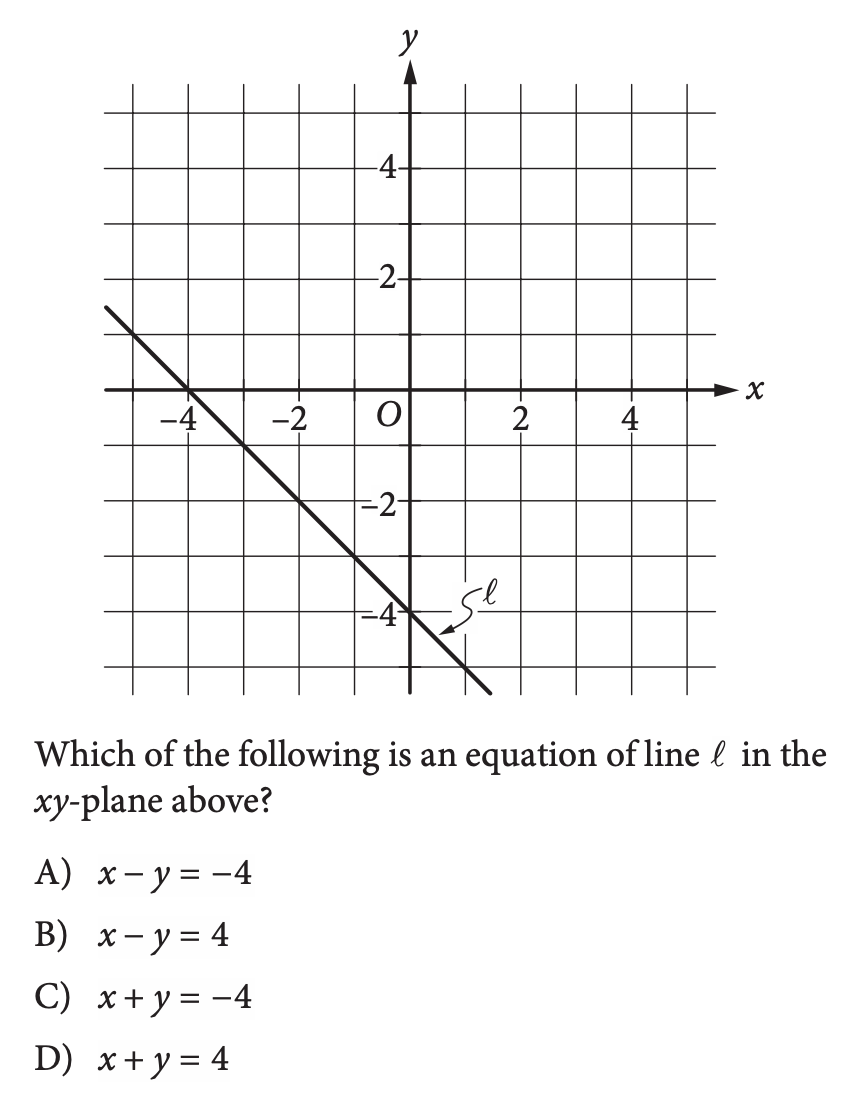 y
4
2
x
−4 −2 O 2 4
−2
ℓ
−4
Which of the following is an equation of line ℓ in the
xy-plane above?
A) x − y = −4
B) x − y = 4
C) x + y = −4
D) x + y = 4